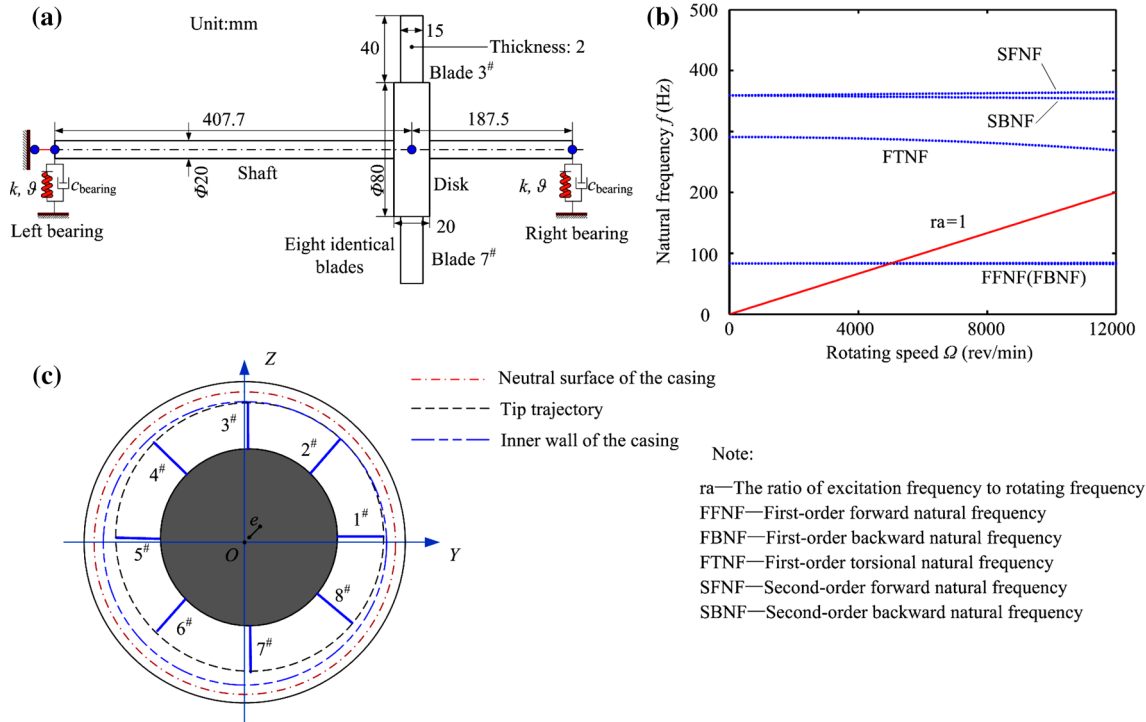 (a)
Unit:mm
15
40
Thickness: 2
Blade 3#
407.7
187.5
Shaft
Φ20
Φ80
Disk
k, ϑ
c bearing
k, ϑ
c bearing
Left bearing
20
Right bearing
Eight identical
blades
Blade 7#
(b)
500
400
300
200
100
0
Natural frequency f (Hz)
SFNF
SBNF
FTNF
ra=1
FFNF(FBNF)
0
4000
8000
12000
Rotating speed Ω (rev/min)
(c)
Z
3#
2#
4#
1#
e
O
Y
5#
8#
6#
7#
Neutral surface of the casing
Tip trajectory
Inner wall of the casing
Note:
ra—The ratio of excitation frequency to rotating frequency
FFNF—First-order forward natural frequency
FBNF—First-order backward natural frequency
FTNF—First-order torsional natural frequency
SFNF—Second-order forward natural frequency
SBNF—Second-order backward natural frequency